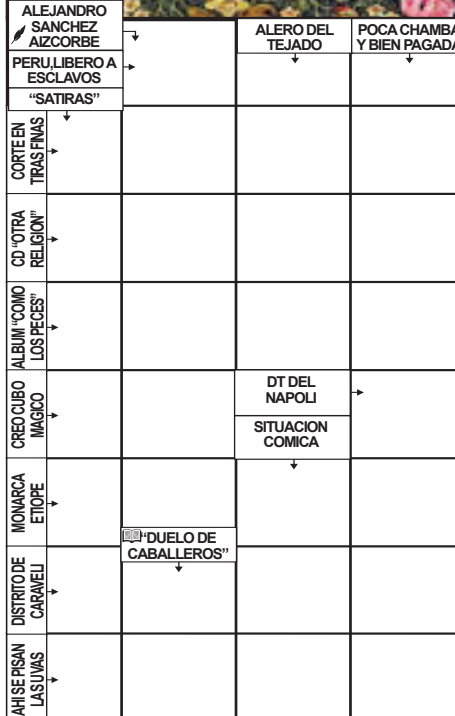 ALEJANDRO
SANCHEZ
AIZCORBE
PERU,LIBERO A
ESCLAVOS
“SATIRAS”
ALERO DEL
TEJADO
POCA CHAMBA
Y BIEN PAGADA
CORTE EN
TIRAS FINAS
CD “OTRA
RELIGION”
ALBUM “COMO
LOS PECES”
CREO CUBO
MAGICO
DT DEL
NAPOLI
SITUACION
COMICA
MONARCA
ETIOPE
“DUELO DE
CABALLEROS”
DISTRITO DE
CARAVELI
AHI SE PISAN
LAS UVAS